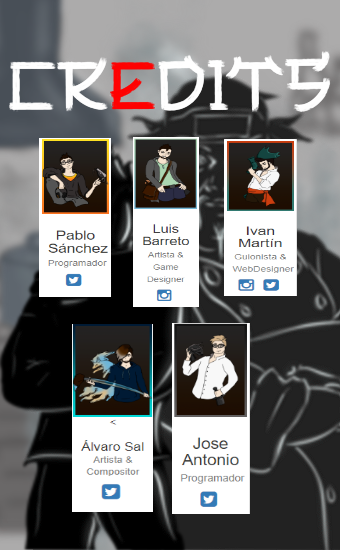 CREDITS
Pablo
Sánchez
Programador
Luis
Barreto
Artista &
Game
Designer
Ivan
Martín
Guionista &
WebDesigner
<
Álvaro Sal
Artista &
Compositor
Jose
Antonio
Programador